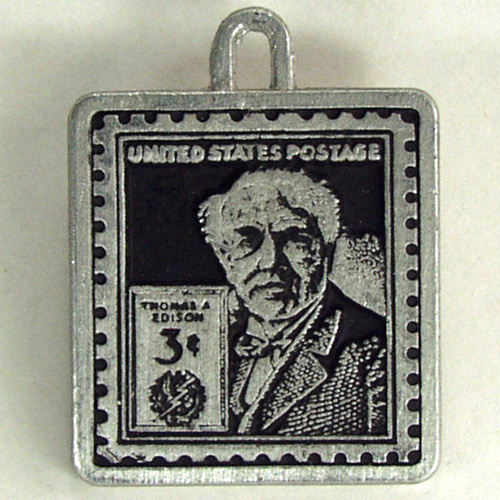 UNITED STATES POSTAGE
THOMAS A
EDISON
3¢